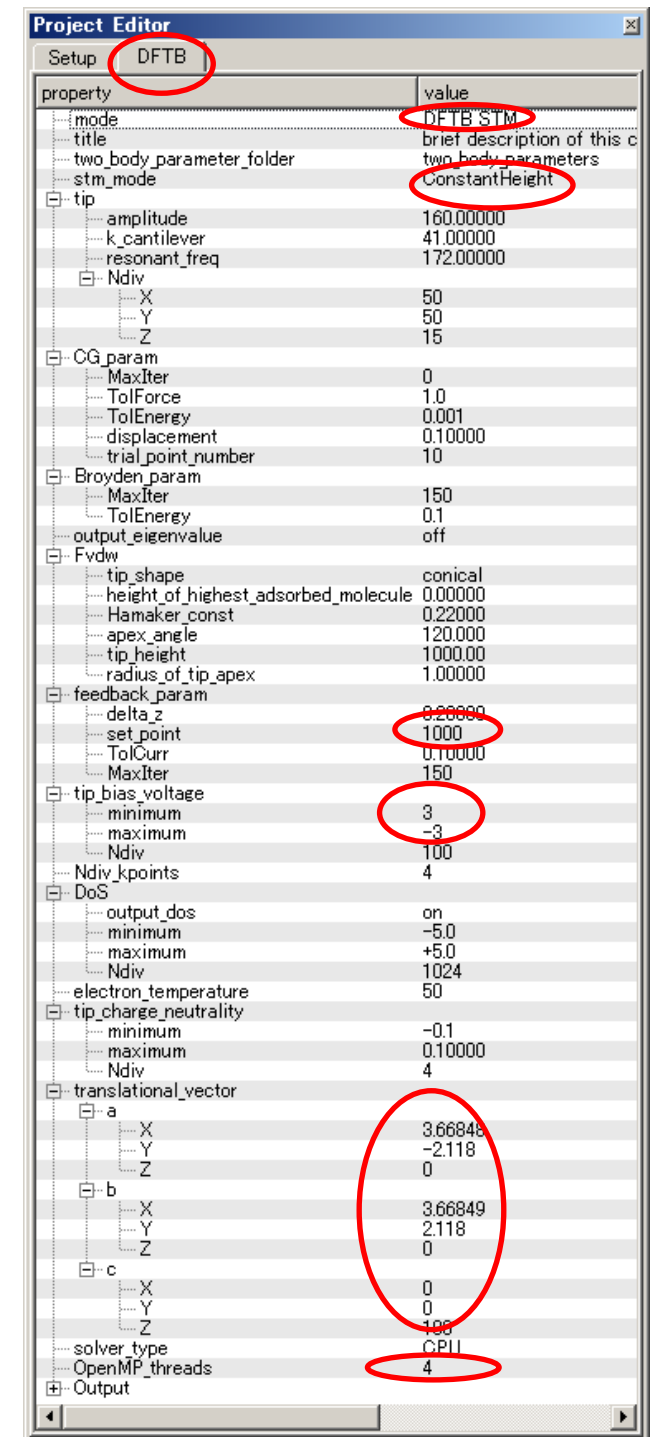 Project Editor
Setup DFTB
property value
mode DFTB STM
title brief description of this c
two_body_parameter_folder two_body_parameters
stm_mode ConstantHeight
tip
amplitude 160.00000
k_cantilever 41.00000
resonant_freq 172.00000
Ndiv
X 50
Y 50
Z 15
CG_param
MaxIter 0
TolForce 1.0
TolEnergy 0.001
displacement 0.10000
trial_point_number 10
Broyden_param
MaxIter 150
TolEnergy 0.1
output_eigenvalue off
Fvdw
tip_shape conical
height_of_highest_adsorbed_molecule 0.00000
Hamaker_const 0.22000
apex_angle 120.000
tip_height 1000.00
radius_of_tip_apex 1.00000
feedback_param
delta_z 0.20000
set_point 1000
TolCurr 0.10000
MaxIter 150
tip_bias_voltage
minimum 3
maximum -3
Ndiv 100
Ndiv_kpoints 4
DoS
output_dos on
minimum -5.0
maximum +5.0
Ndiv 1024
electron_temperature 50
tip_charge_neutrality
minimum -0.1
maximum 0.10000
Ndiv 4
translational_vector
a
X 3.66848
Y -2.118
Z 0
b
X 3.66849
Y 2.118
Z 0
c
X 0
Y 0
Z 100
solver_type CPU
OpenMP_threads 4
Output